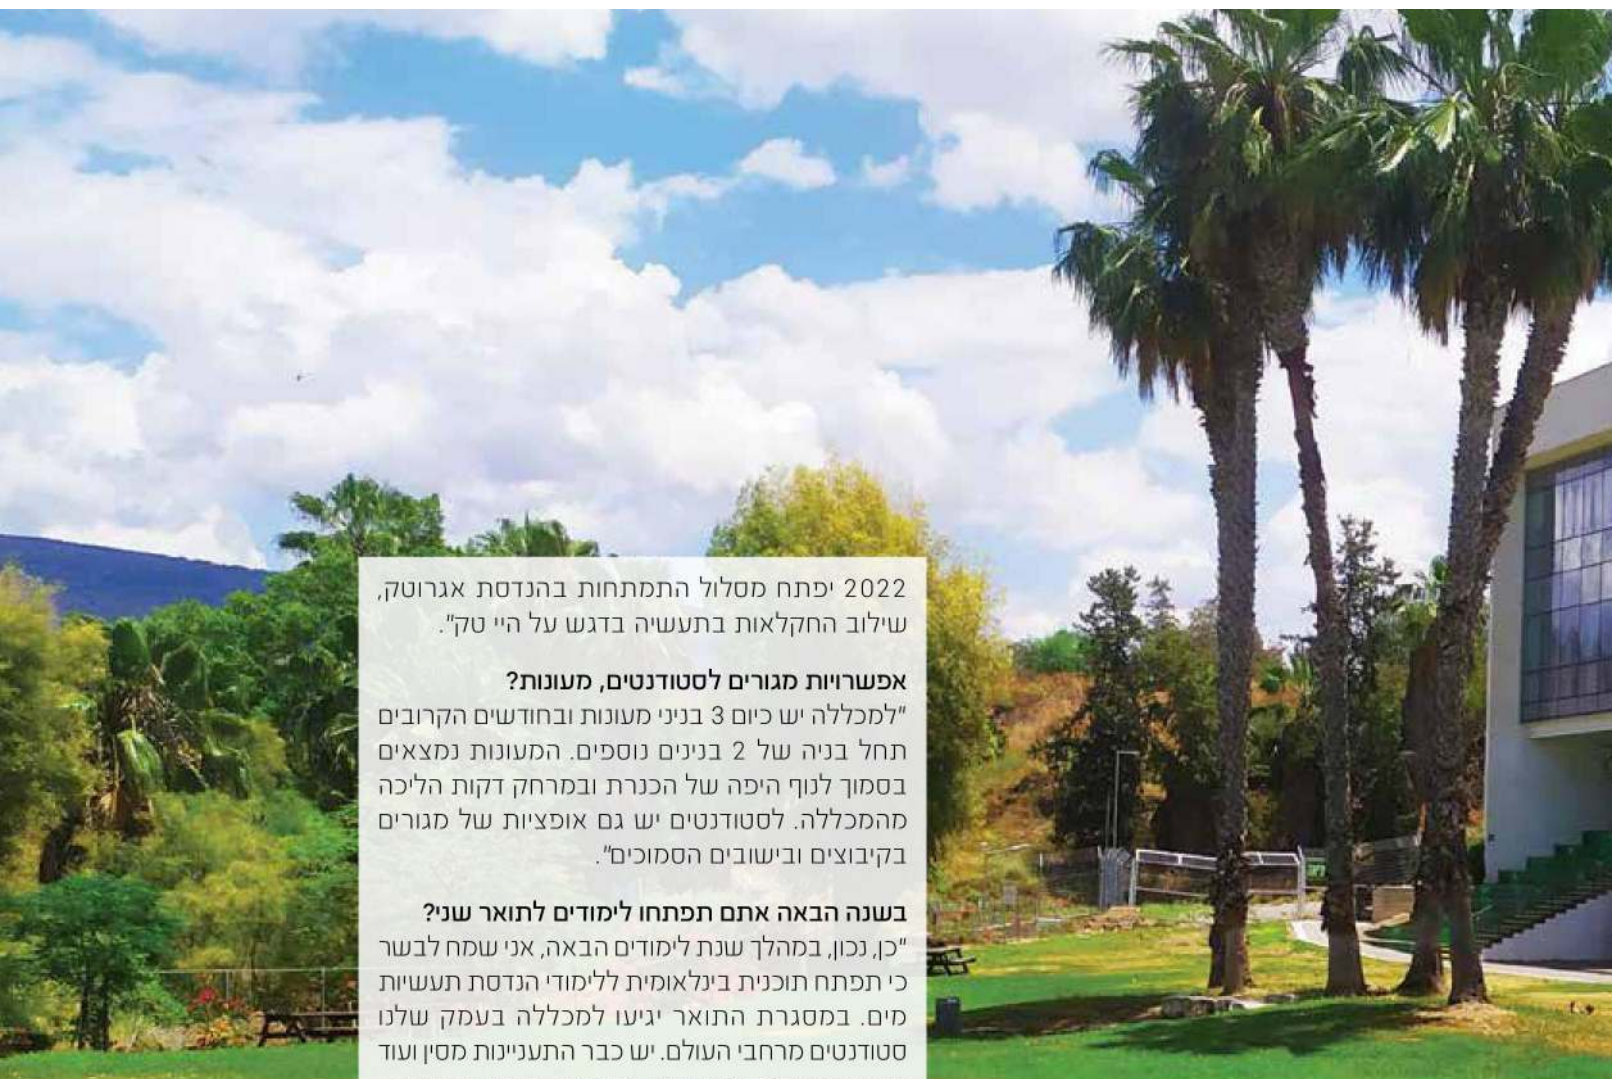 2022 יפתח מסלול התמתחות בהנדסת אגרוטק,
שילוב החקלאות בתעשיה בדגש על היי טק".
אפשרויות מגורים לסטודנטים, מעונות?
"למכללה יש כיום 3 בניני מעונות ובחודשים הקרובים
תחל בניה של 2 בנינים נוספים. המעונות נמצאים
בסמוך לנוף היפה של הכנרת ובמרחק דקות הליכה
מהמכללה. לסטודנטים יש גם אופציות של מגורים
בקיבוצים ובישובים הסמוכים".
בשנה הבאה אתם תפתחו לימודים לתואר שני?
"כן, נכון, במהלך שנת לימודים הבאה, אני שמח לבשר
כי תפתח תוכנית בינלאומית ללימודי הנדסת תעשיות
מים. במסגרת התואר יגיעו למכללה בעמק שלנו
סטודנטים מרחבי העולם. יש כבר התעניינות מסין ועוד